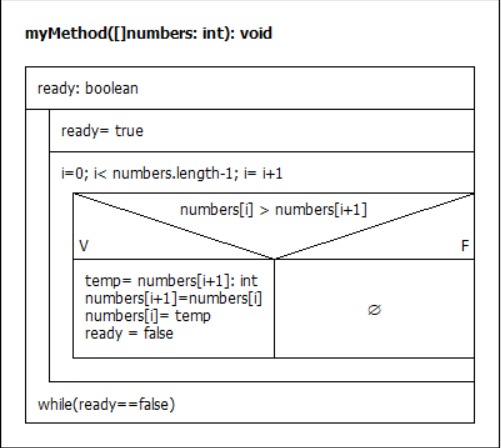 myMethod([]numbers: int): void
ready: boolean
ready= true
i=0; i< numbers.length-1; i= i+1
numbers[i] > numbers[i+1]
V F
temp= numbers[i+1]: int
numbers[i+1]=numbers[i]
numbers[i]= temp
ready = false
∅
while(ready==false)